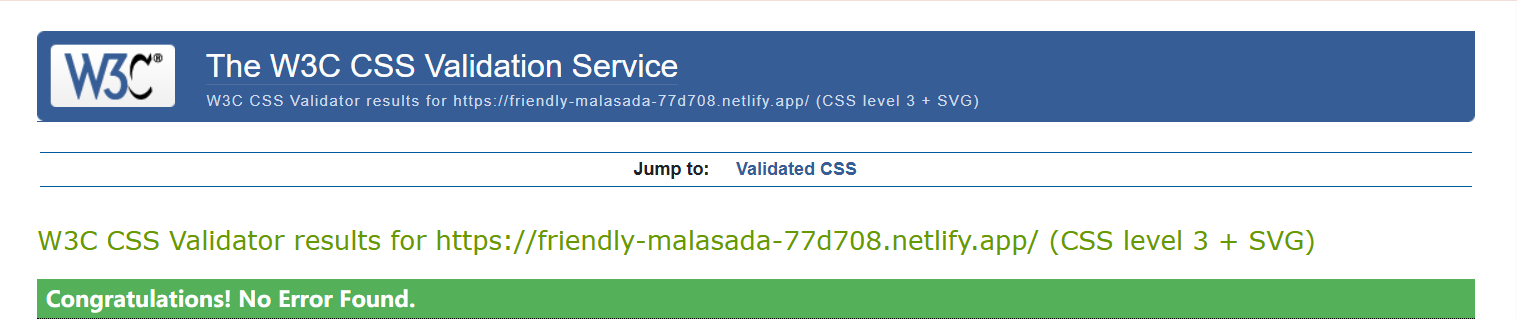 W3C®
The W3C CSS Validation Service
W3C CSS Validator results for https://friendly-malasada-77d708.netlify.app/ (CSS level 3 + SVG)
Jump to: Validated CSS
W3C CSS Validator results for https://friendly-malasada-77d708.netlify.app/ (CSS level 3 + SVG)
Congratulations! No Error Found.